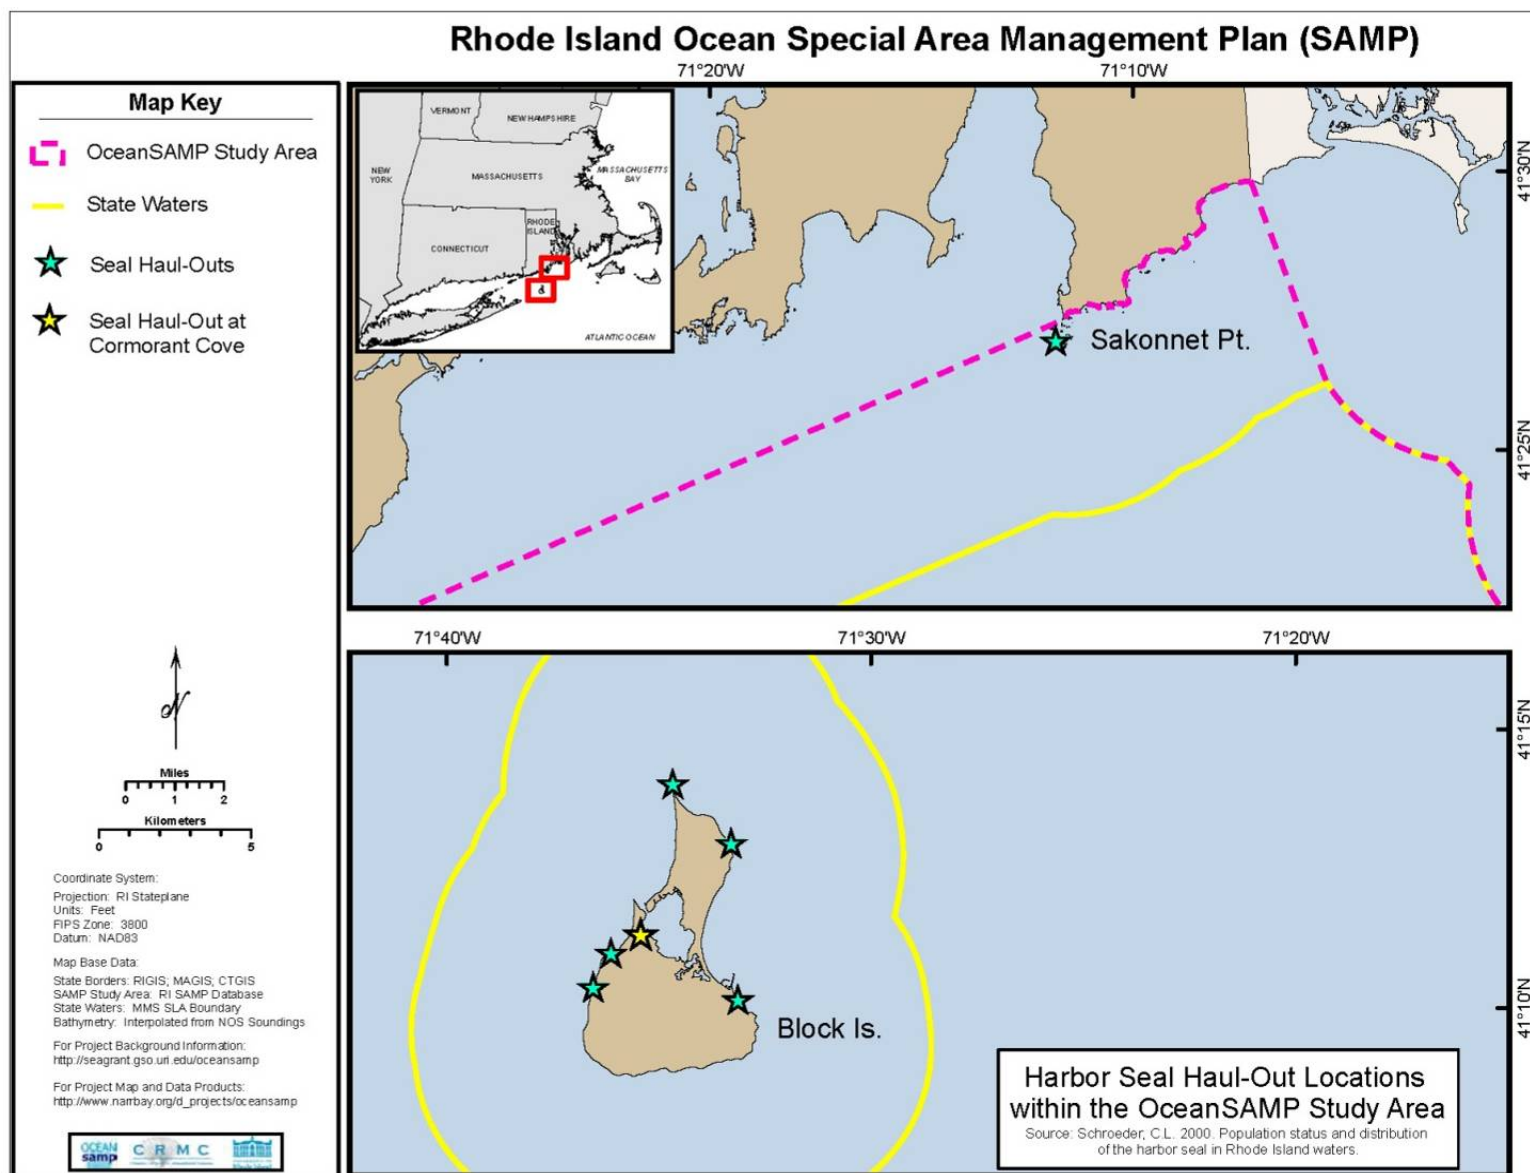 Rhode Island Ocean Special Area Management Plan (SAMP)
Map Key
OceanSAMP Study Area
State Waters
Seal Haul-Outs
Seal Haul-Out at
Cormorant Cove
N
Miles
0 1 2
Kilometers
0 5
Coordinate System:
Projection: RI Stateplane
Units: Feet
FIPS Zone: 3800
Datum: NAD83
Map Base Data:
State Borders: RIGIS; MAGIS; CTGIS
SAMP Study Area: RI SAMP Database
State Waters: MMS SLA Boundary
Bathymetry: Interpolated from NOS Soundings
For Project Background Information:
http://seagrant.gso.uri.edu/oceansamp
For Project Map and Data Products:
http://www.narrbay.org/d_projects/oceansamp
OCEAN
samp
CRMC
71°20'W 71°10'W
VERMONT
NEW HAMPSHIRE
NEW
YORK
MASSACHUSETTS
MASSACHUSETTS
BAY
RHODE
ISLAND
CONNECTICUT
ATLANTIC OCEAN
41°30'N
Sakonnet Pt.
41°25'N
71°40'W 71°30'W 71°20'W
41°15'N
41°10'N
Block Is.
Harbor Seal Haul-Out Locations
within the OceanSAMP Study Area
Source: Schroeder, C.L. 2000. Population status and distribution
of the harbor seal in Rhode Island waters.